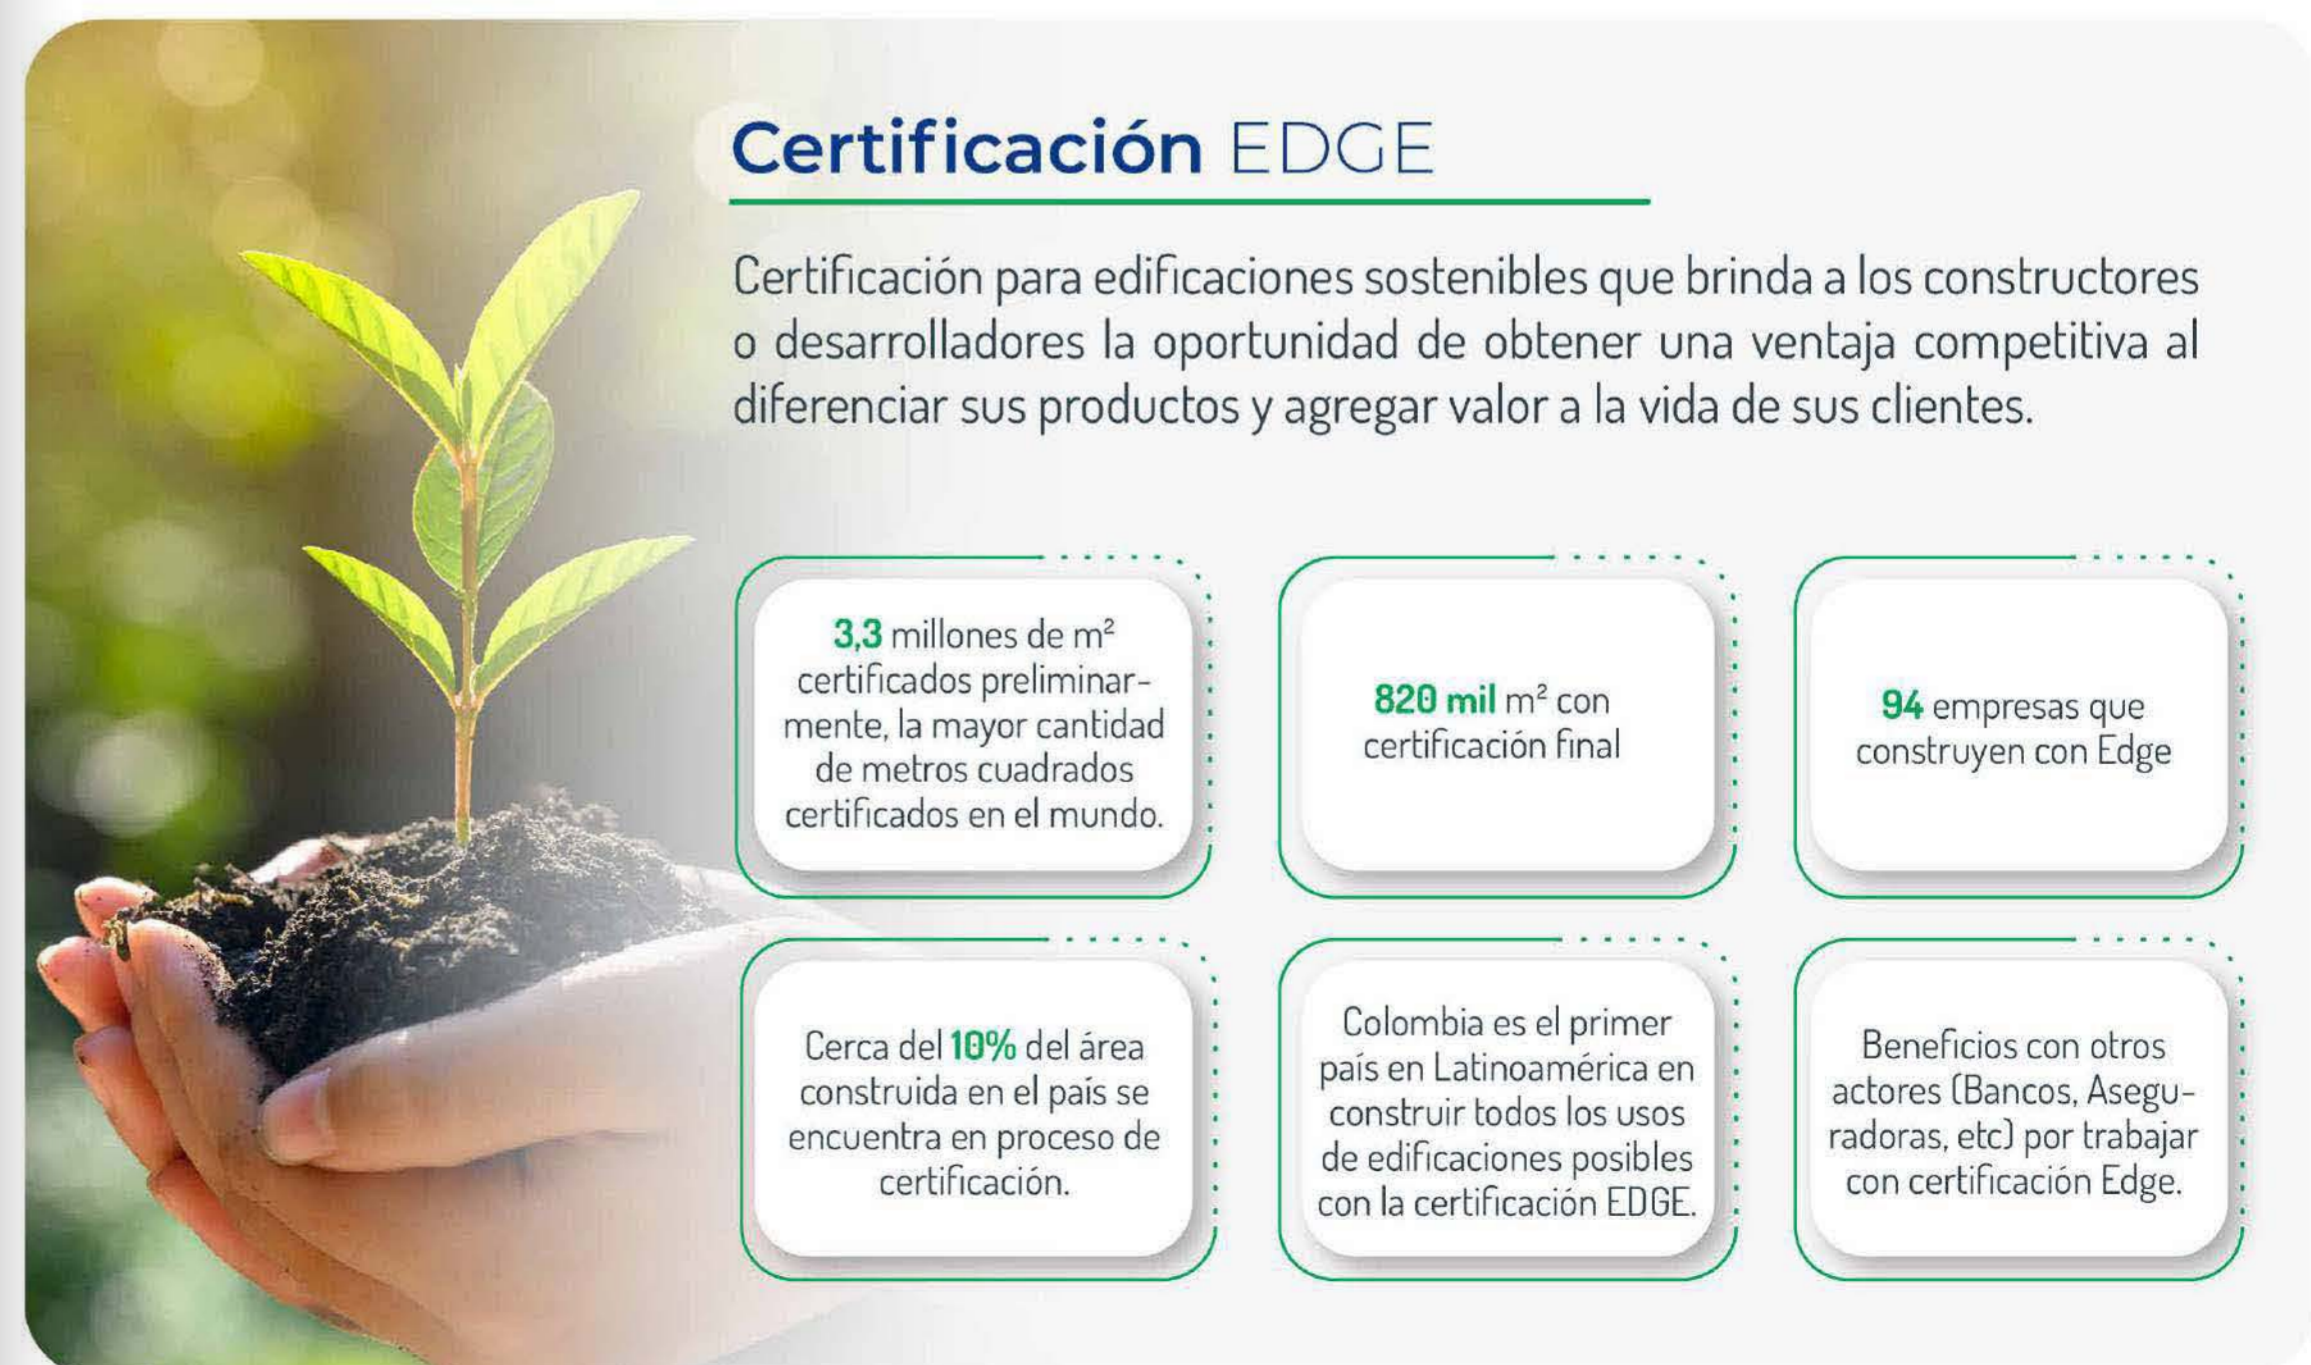 Certificación EDGE
Certificación para edificaciones sostenibles que brinda a los constructores
o desarrolladores la oportunidad de obtener una ventaja competitiva al
diferenciar sus productos y agregar valor a la vida de sus clientes.
3,3 millones de m²
certificados preliminar-
mente, la mayor cantidad
de metros cuadrados
certificados en el mundo.
820 mil m² con
certificación final
94 empresas que
construyen con Edge
Cerca del 10% del área
construida en el país se
encuentra en proceso de
certificación.
Colombia es el primer
país en Latinoamérica en
construir todos los usos
de edificaciones posibles
con la certificación EDGE.
Beneficios con otros
actores (Bancos, Asegu-
radoras, etc) por trabajar
con certificación Edge.